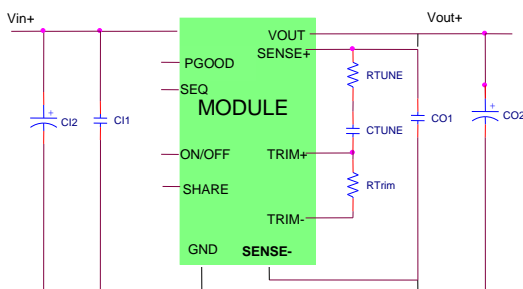 Vin+
Vout+
VOUT
SENSE+
PGOOD
RTUNE
SEQ
MODULE
+
CI2
CI1
CTUNE
CO1
+
CO2
ON/OFF
TRIM+
SHARE
RTrim
TRIM-
GND
SENSE-